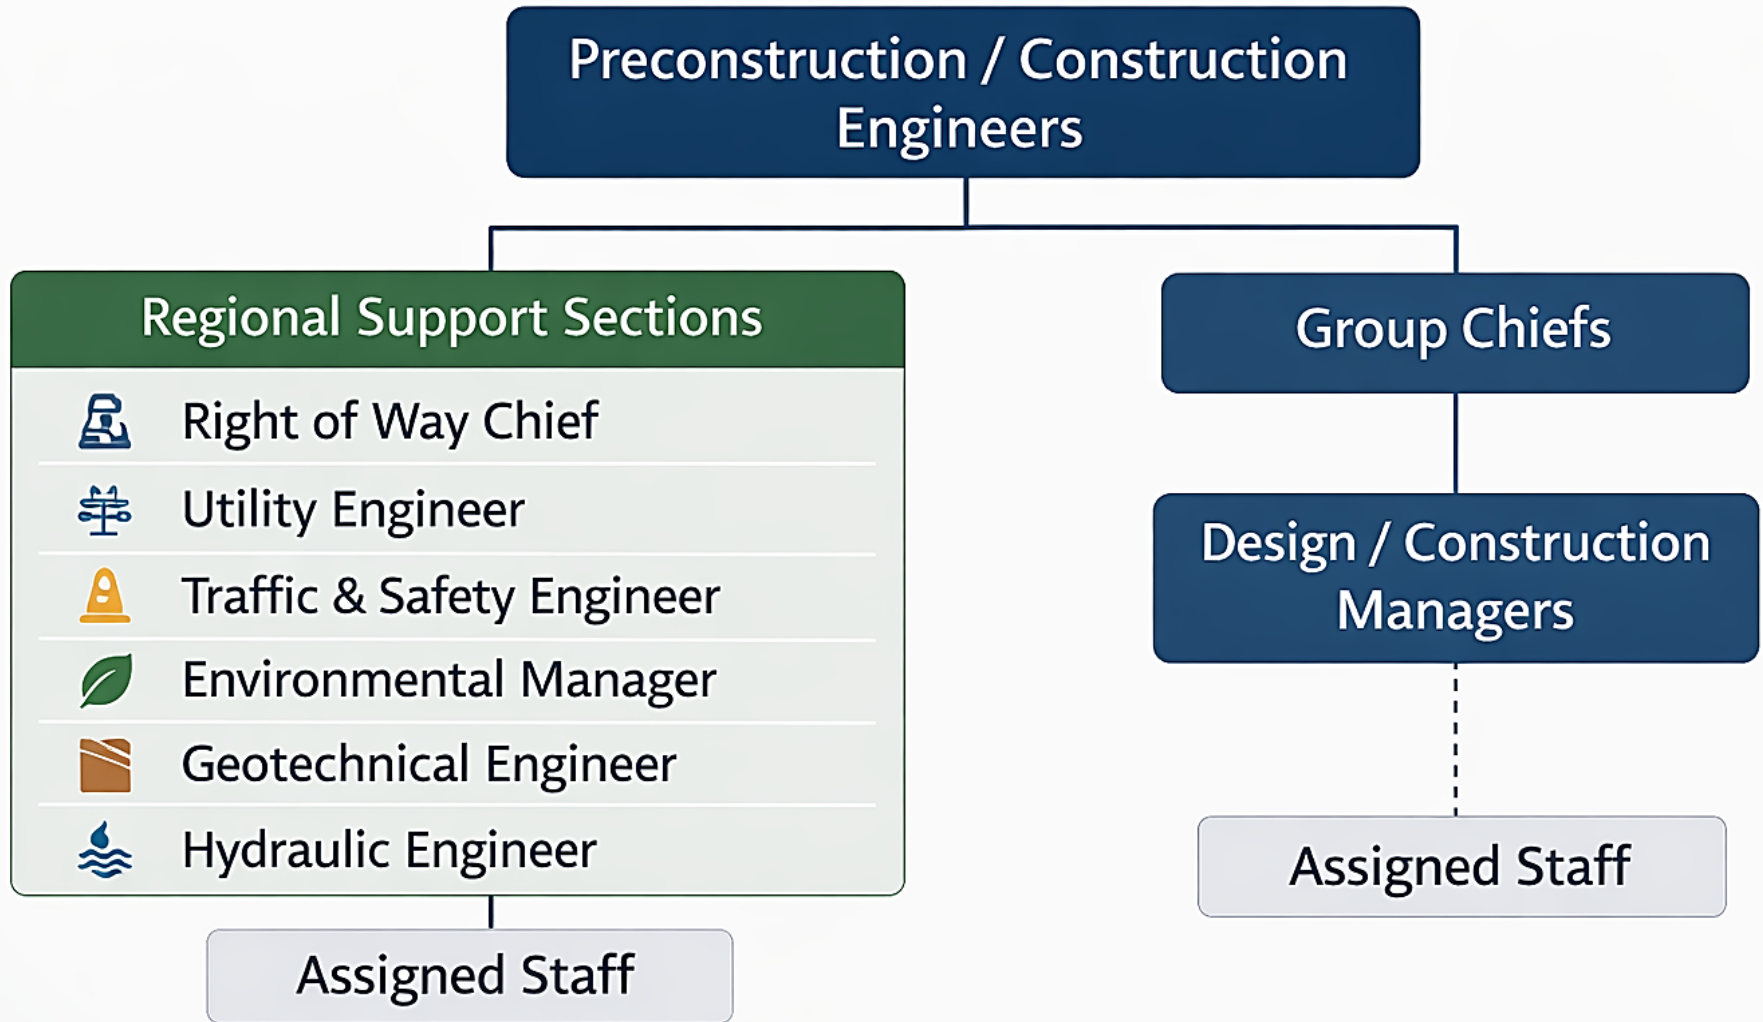 Preconstruction / Construction
Engineers
Regional Support Sections
Right of Way Chief
Utility Engineer
Traffic & Safety Engineer
Environmental Manager
Geotechnical Engineer
Hydraulic Engineer
Assigned Staff
Group Chiefs
Design / Construction
Managers
Assigned Staff